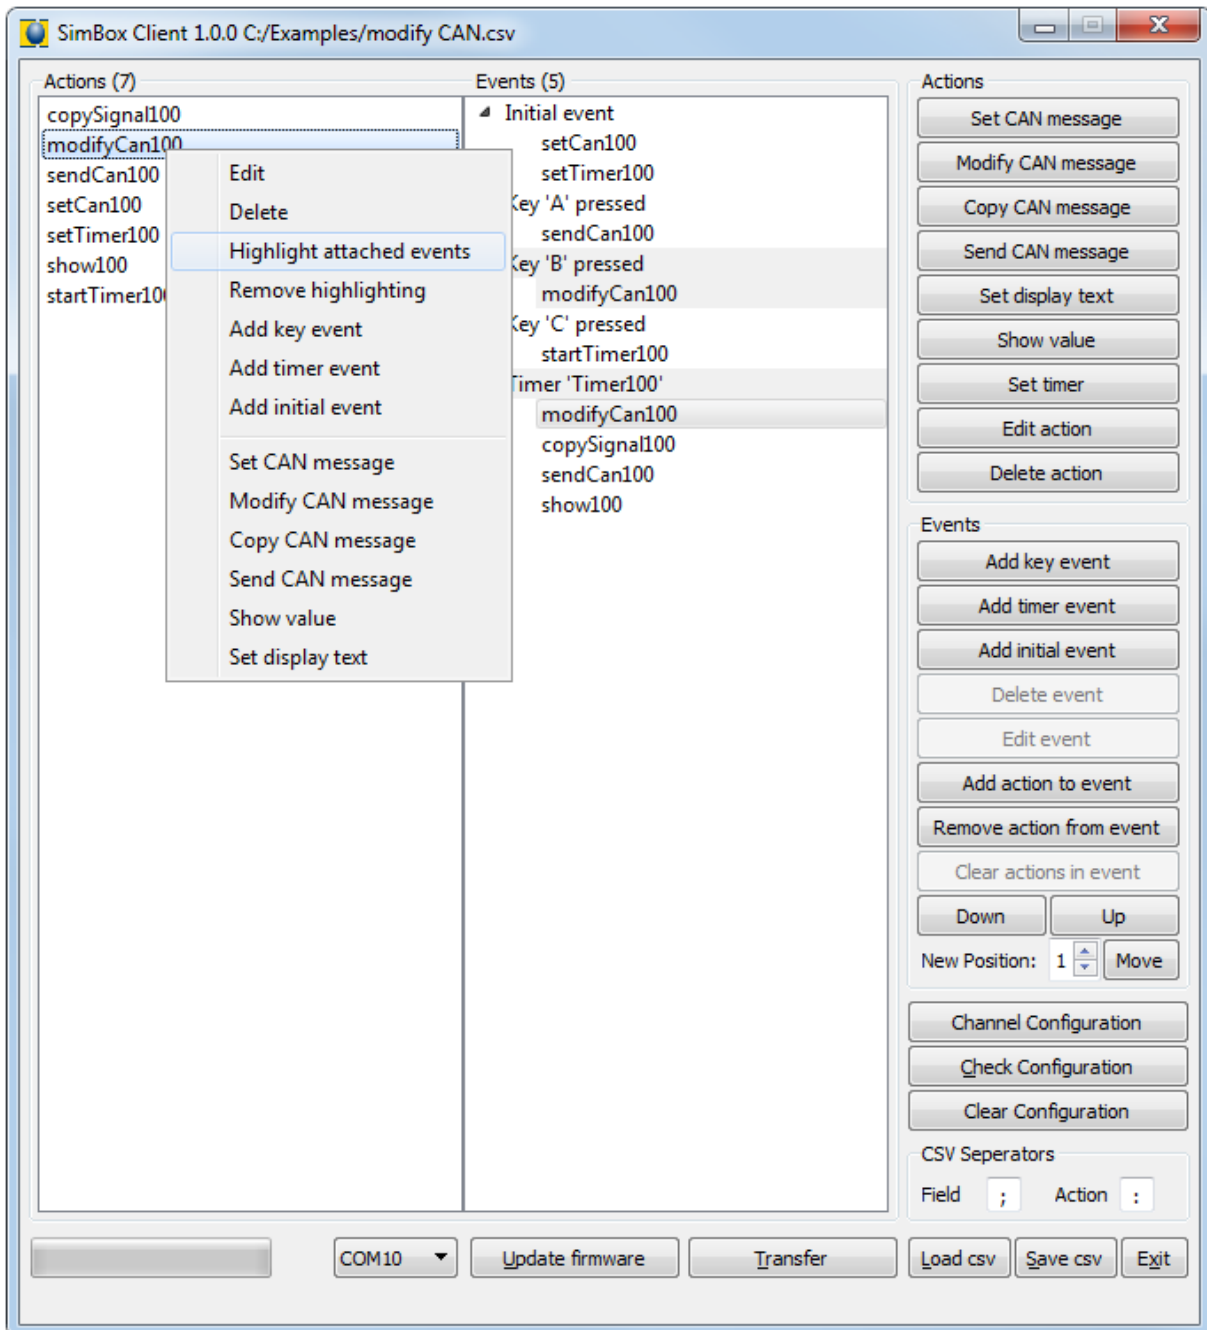 SimBox Client 1.0.0 C:/Examples/modify CAN.csv
Actions (7)
copySignal100
modifyCan100
sendCan100
setCan100
setTimer100
show100
startTimer10
Edit
Delete
Highlight attached events
Remove highlighting
Add key event
Add timer event
Add initial event
Set CAN message
Modify CAN message
Copy CAN message
Send CAN message
Show value
Set display text
Events (5)
Initial event
setCan100
setTimer100
Key 'A' pressed
sendCan100
Key 'B' pressed
modifyCan100
Key 'C' pressed
startTimer100
Timer 'Timer100'
modifyCan100
copySignal100
sendCan100
show100
Actions
Set CAN message
Modify CAN message
Copy CAN message
Send CAN message
Set display text
Show value
Set timer
Edit action
Delete action
Events
Add key event
Add timer event
Add initial event
Delete event
Edit event
Add action to event
Remove action from event
Clear actions in event
Down Up
New Position: 1 Move
Channel Configuration
Check Configuration
Clear Configuration
CSV Seperators
Field ; Action :
COM10 Update firmware Transfer Load csv Save csv Exit